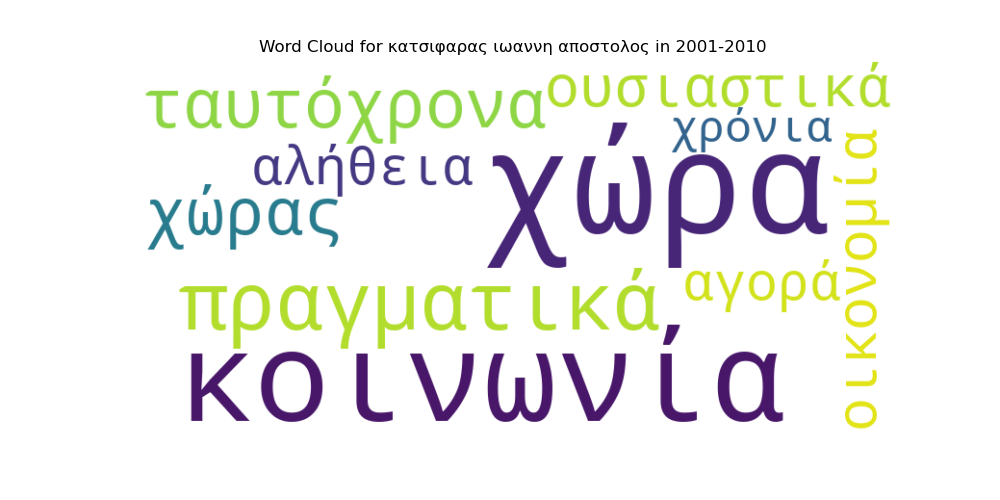 Word Cloud for κατσιφαρας ιωαννη αποστολος in 2001-2010
ουσιαστικά
ταυτόχρονα
χρόνια
αλήθεια
χώρα
χώρας
οικονομία
αγορά
πραγματικά
κοινωνία